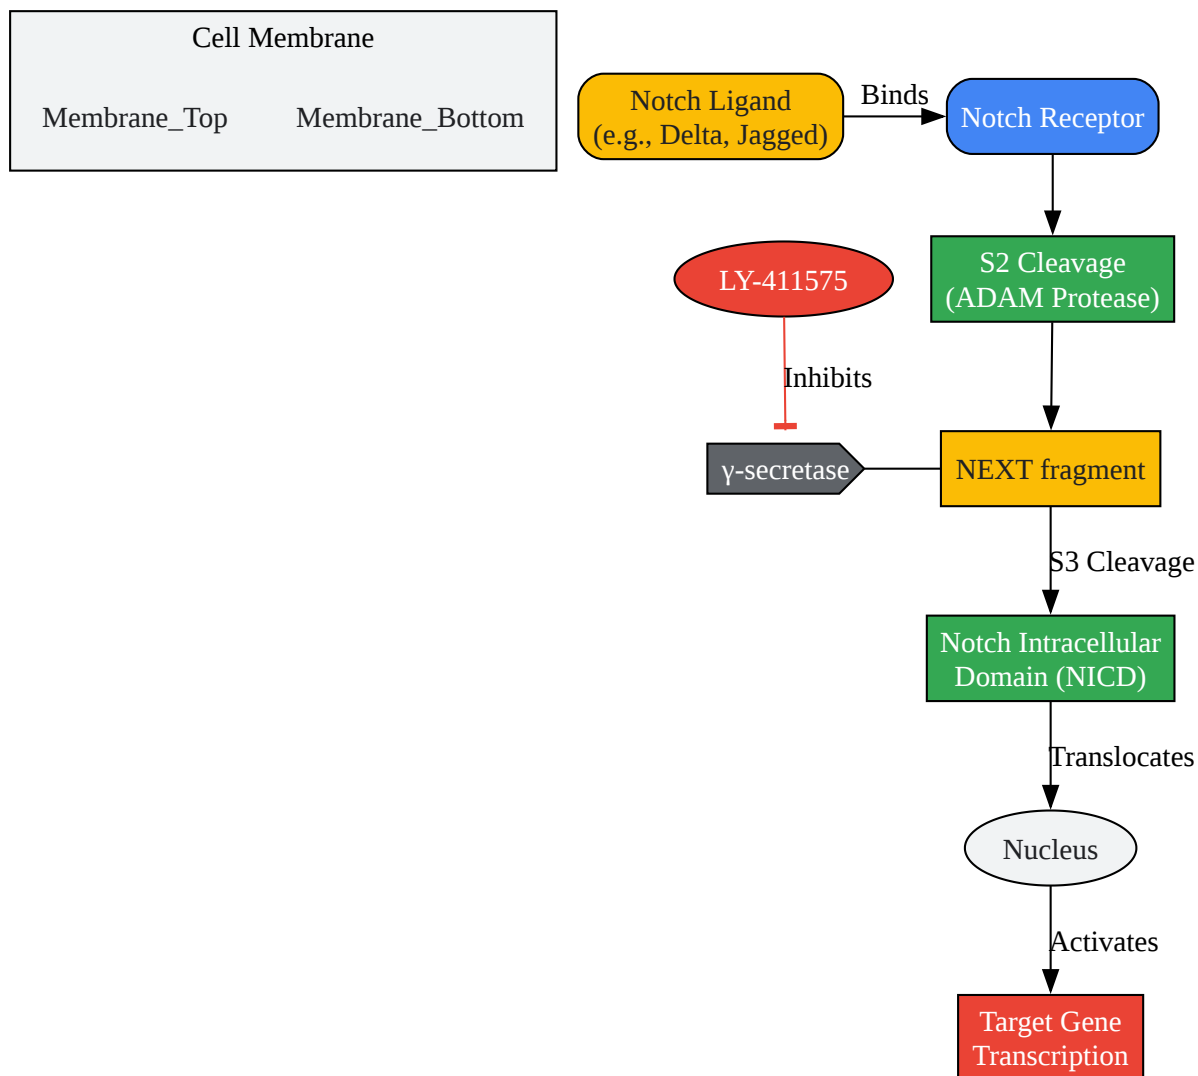 Cell Membrane
Membrane_Top
Membrane_Bottom
Notch Ligand
(e.g., Delta, Jagged)
Binds
Notch Receptor
S2 Cleavage
(ADAM Protease)
LY-411575
Inhibits
γ-secretase
NEXT fragment
S3 Cleavage
Notch Intracellular
Domain (NICD)
Translocates
Nucleus
Activates
Target Gene
Transcription